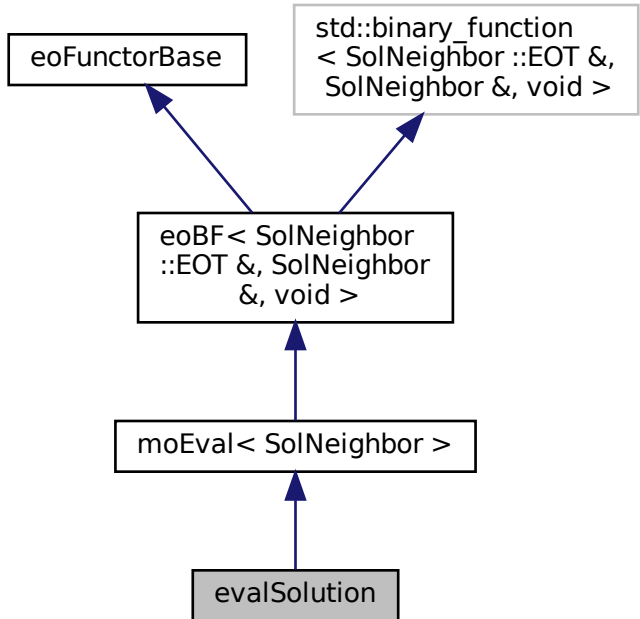 eoFunctorBase
std::binary_function
< SolNeighbor ::EOT &,
SolNeighbor &, void >
eoBF< SolNeighbor
::EOT &, SolNeighbor
&, void >
moEval< SolNeighbor >
evalSolution